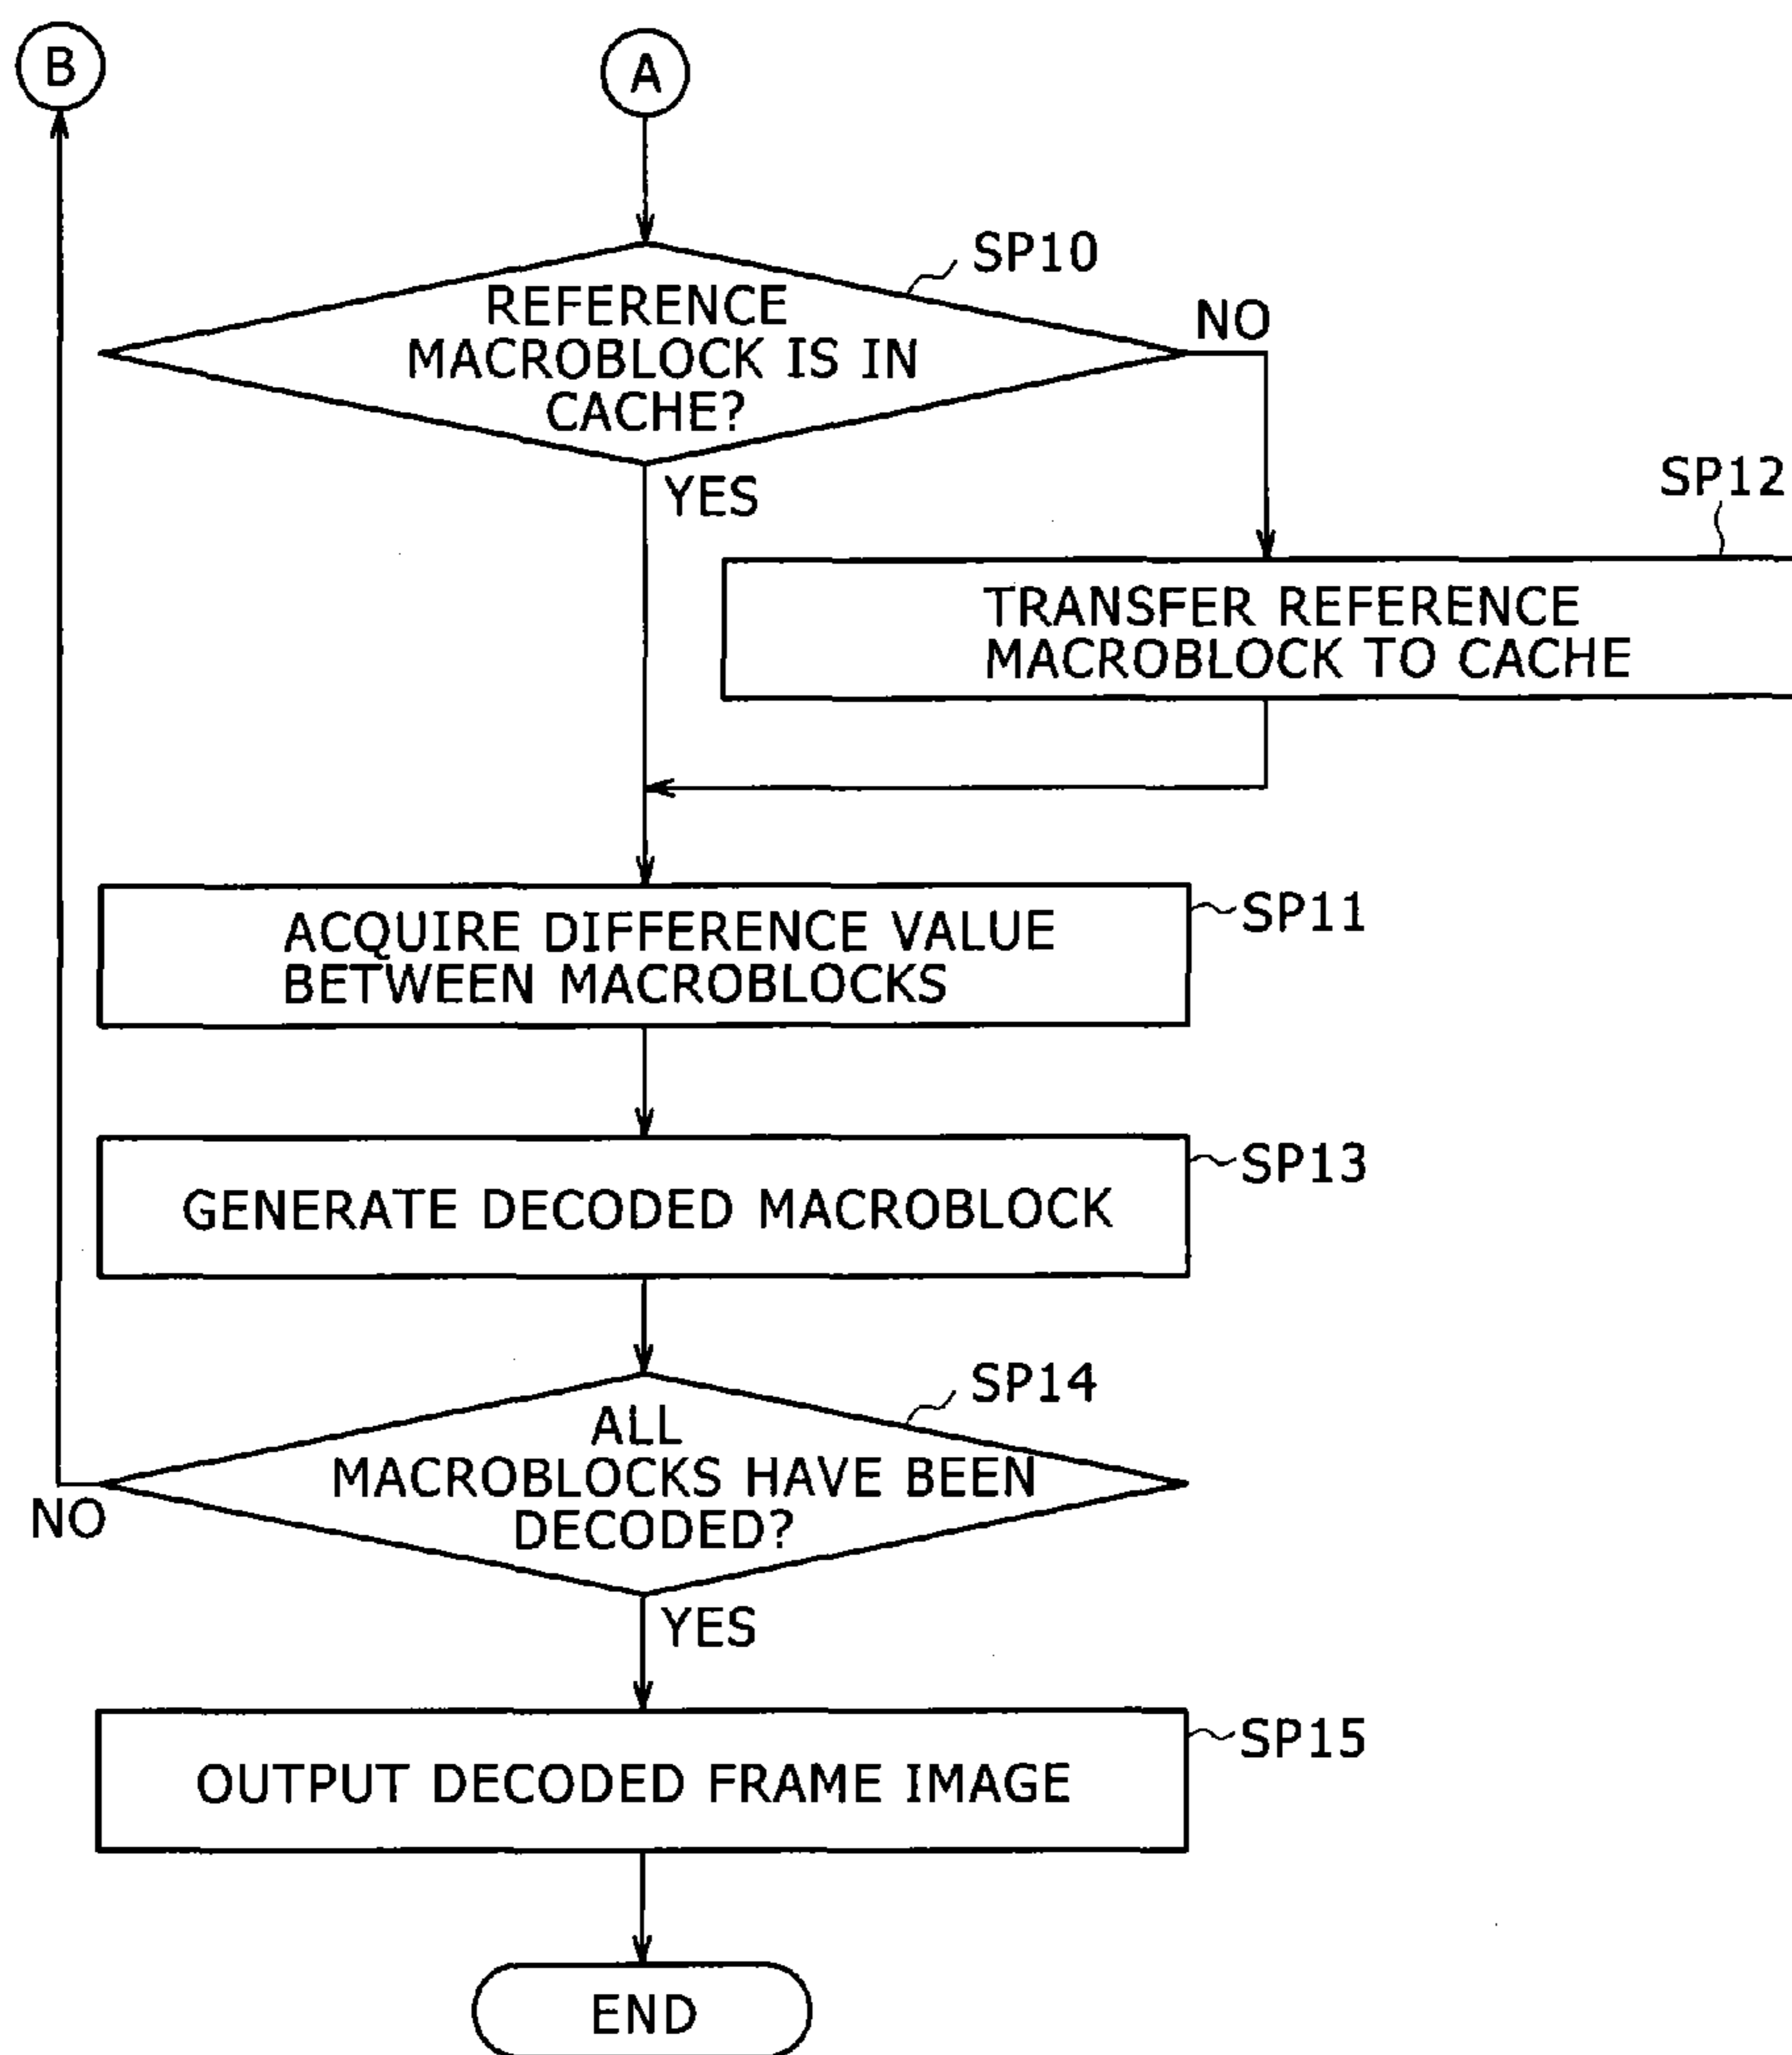 B
A
SP10
REFERENCE
MACROBLOCK IS IN
CACHE?
NO
YES
SP12
TRANSFER REFERENCE
MACROBLOCK TO CACHE
ACQUIRE DIFFERENCE VALUE
BETWEEN MACROBLOCKS
SP11
GENERATE DECODED MACROBLOCK
SP13
SP14
ALL
MACROBLOCKS HAVE BEEN
DECODED?
NO
YES
OUTPUT DECODED FRAME IMAGE
SP15
END